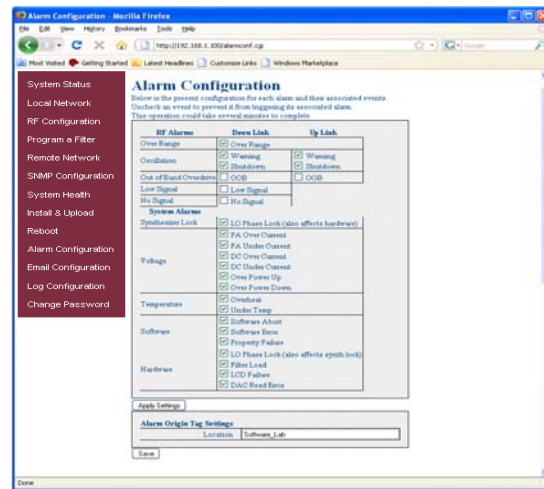 Alarm Configuration - Mozilla Firefox
File Edit View History Bookmarks Tools Help
http://192.168.1.100/alarmconf.cgi
Google
Most Visited Getting Started Latest Headlines Customize Links Windows Marketplace
System Status
Local Network
RF Configuration
Program a Filter
Remote Network
SNMP Configuration
System Health
Install & Upload
Reboot
Alarm Configuration
Email Configuration
Log Configuration
Change Password
Alarm Configuration
Below is the present configuration for each alarm and their associated events.
Uncheck an event to prevent it from triggering its associated alarm.
This operation could take several minutes to complete
RF Alarms Down Link Up Link
Over Range Over Range
Oscillation Warning Warning
Shutdown Shutdown
Out of Band Overdrive OOB OOB
Low Signal Low Signal
No Signal No Signal
System Alarms
Synthesizer Lock LO Phase Lock (also affects hardware)
Voltage PA Over Current
PA Under Current
DC Over Current
DC Under Current
Over Power Up
Over Power Down
Temperature Overheat
Under Temp
Software Software Abort
Software Error
Property Failure
Hardware LO Phase Lock (also affects synth lock)
Filter Load
LCD Failure
DAC Read Error
Apply Settings
Alarm Origin Tag Settings
Location Software_Lab
Save
Done